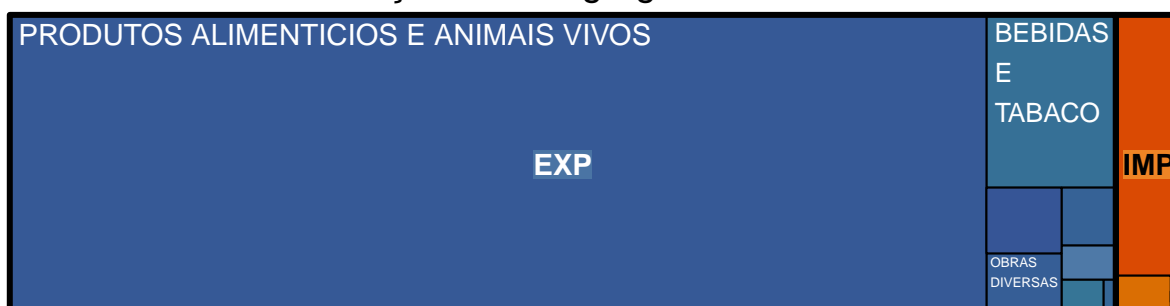 PRODUTOS ALIMENTICIOS E ANIMAIS VIVOS
EXP
BEBIDAS
E
TABACO
OBRAS
DIVERSAS
IMP